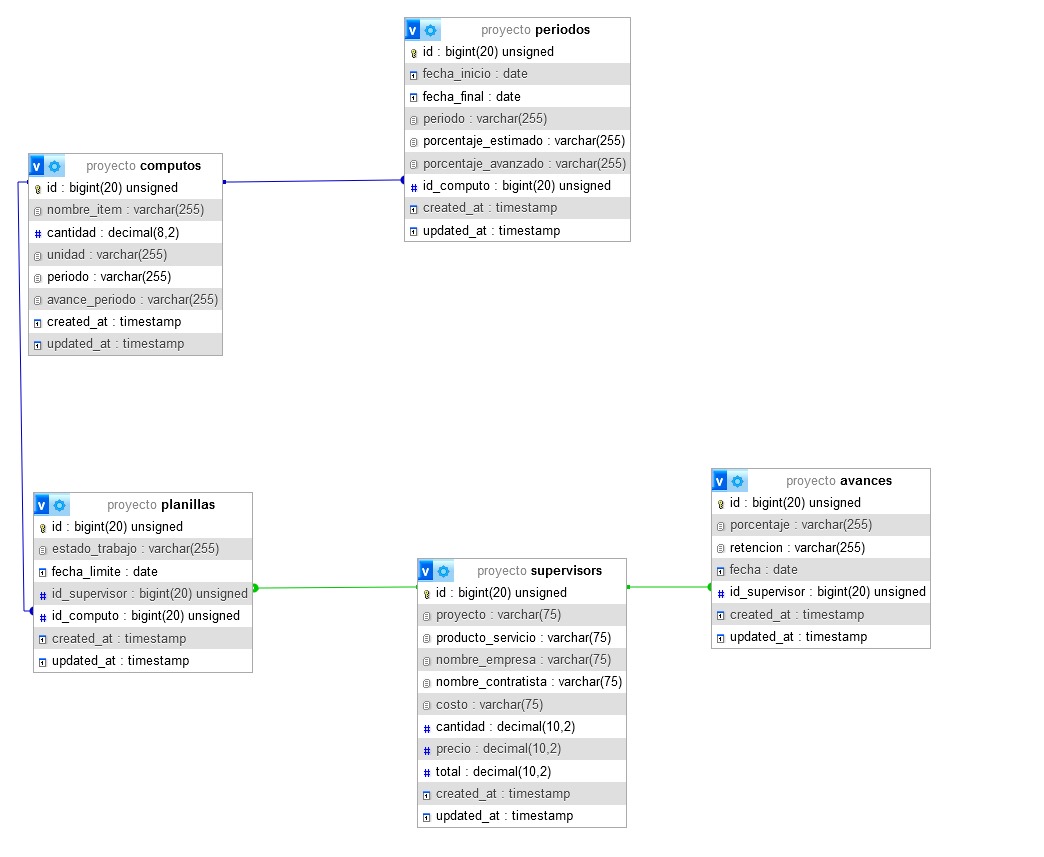 proyecto periodos
id : bigint(20) unsigned
fecha_inicio : date
fecha_final : date
periodo : varchar(255)
porcentaje_estimado : varchar(255)
porcentaje_avanzado : varchar(255)
id_computo : bigint(20) unsigned
created_at : timestamp
updated_at : timestamp
proyecto computos
id : bigint(20) unsigned
nombre_item : varchar(255)
cantidad : decimal(8,2)
unidad : varchar(255)
periodo : varchar(255)
avance_periodo : varchar(255)
created_at : timestamp
updated_at : timestamp
proyecto planillas
id : bigint(20) unsigned
estado_trabajo : varchar(255)
fecha_limite : date
id_supervisor : bigint(20) unsigned
id_computo : bigint(20) unsigned
created_at : timestamp
updated_at : timestamp
proyecto supervisors
id : bigint(20) unsigned
proyecto : varchar(75)
producto_servicio : varchar(75)
nombre_empresa : varchar(75)
nombre_contratista : varchar(75)
costo : varchar(75)
cantidad : decimal(10,2)
precio : decimal(10,2)
total : decimal(10,2)
created_at : timestamp
updated_at : timestamp
proyecto avances
id : bigint(20) unsigned
porcentaje : varchar(255)
retencion : varchar(255)
fecha : date
id_supervisor : bigint(20) unsigned
created_at : timestamp
updated_at : timestamp